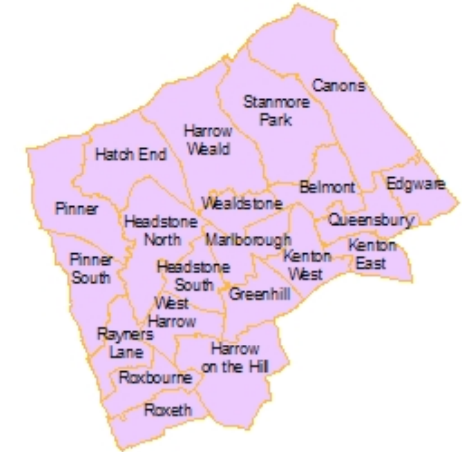 Canons
Stanmore
Park
Harrow
Weald
Hatch End
Belmont
Edgware
Wealdstone
Pinner
Queensbury
Headstone
North
Marlborough
Kenton
East
Kenton
West
Pinner
South
Headstone
South
Greenhill
West
Harrow
Rayners
Lane
Harrow
on the Hill
Roxbourne
Roxeth